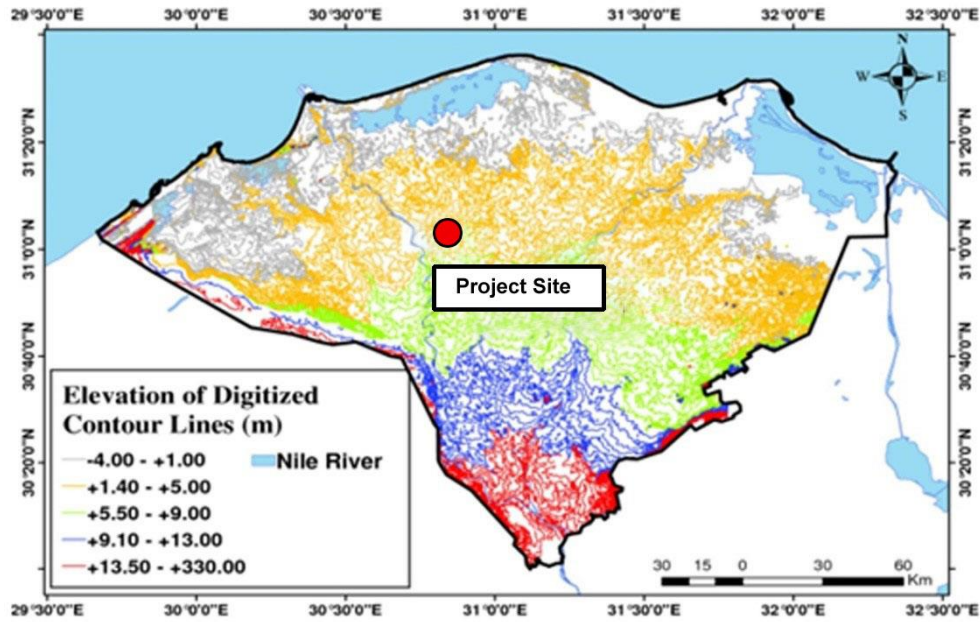 29°30'0"E 30°0'0"E 30°30'0"E 31°0'0"E 31°30'0"E 32°0'0"E 32°30'0"E
N
W E
S
31°20'0"N 31°20'0"N
31°0'0"N 31°0'0"N
Project Site
30°40'0"N 30°40'0"N
Elevation of Digitized
Contour Lines (m)
-4.00 - +1.00 Nile River
+1.40 - +5.00
+5.50 - +9.00
+9.10 - +13.00
+13.50 - +330.00
30°20'0"N 30°20'0"N
30 15 0 30 60
Km
29°30'0"E 30°0'0"E 30°30'0"E 31°0'0"E 31°30'0"E 32°0'0"E 32°30'0"E